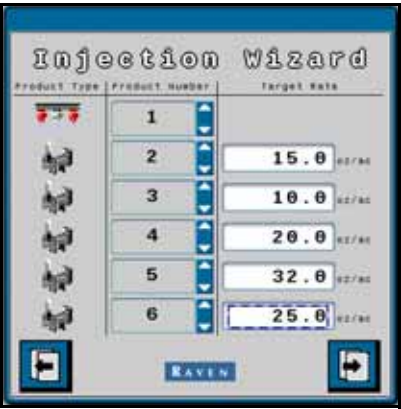 Injection Wizard
Product Type Product Number Target Rate
1
2 15.0 oz/ac
3 10.0 oz/ac
4 20.0 oz/ac
5 32.0 oz/ac
6 25.0 oz/ac
RAVEN